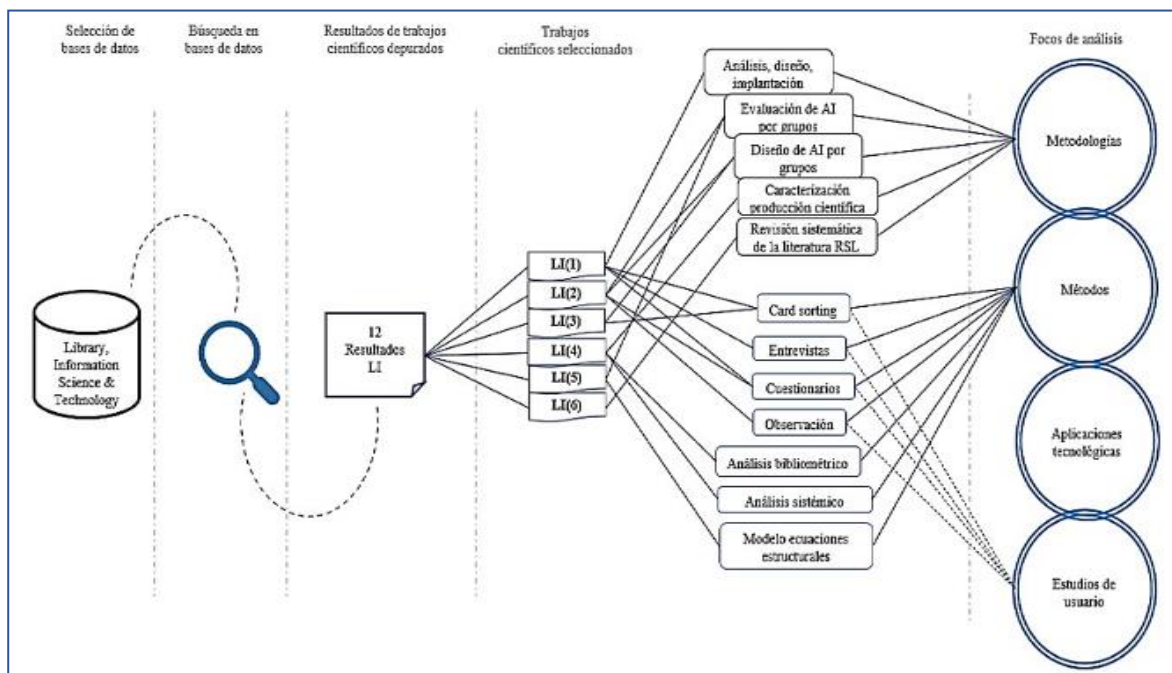 Selección de
bases de datos
Búsqueda en
bases de datos
Resultados de trabajos
científicos depurados
Trabajos
científicos seleccionado
Focos de análisis
Library,
Information
Science &
Technology
12
Resultados
LI
LI(1)
LI(2)
LI(3)
LI(4)
LI(5)
LI(6)
Análisis, diseño,
implantación
Evaluación de AI
por grupos
Diseño de AI por
grupos
Caracterización
producción científica
Revisión sistemática
de la literatura RSL
Card sorting
Entrevistas
Cuestionarios
Observación
Análisis bibliométrico
Análisis sistémico
Modelo ecuaciones
estructurales
Metodologías
Métodos
Aplicaciones
tecnológicas
Estudios de
usuario